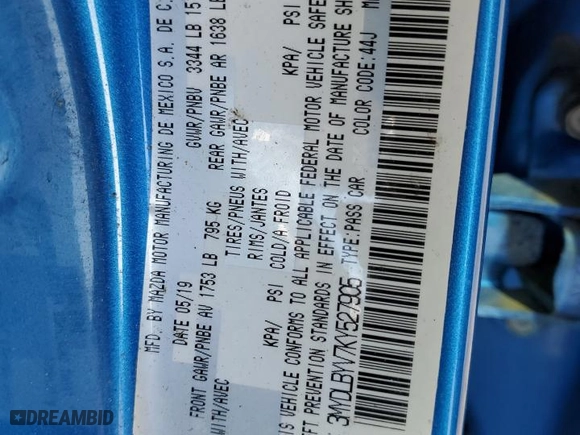 MFD. BY MAZDA MOTOR MANUFACTURING DE MEXICO S.A. DE C.
DATE 05/19 GVWR/PNBV 3344 LB 15
FRONT GAWR/PNBE AU 1753 LB 795 KG REAR GAWR/PNBE AR 1638 LB
WITH/AVEC TIRES/PNEUS WITH/AVEC
RIMS/JANTES
KPA/ PSI COLD/A FROID KPA/ PSI
IS VEHICLE CONFORMS TO ALL APPLICABLE FEDERAL MOTOR VEHICLE SAFE
EFT PREVENTION STANDARDS IN EFFECT ON THE DATE OF MANUFACTURE SH
3MVDLBYV7KY527905 TYPE:PASS CAR COLOR CODE:44J
DREAMBID